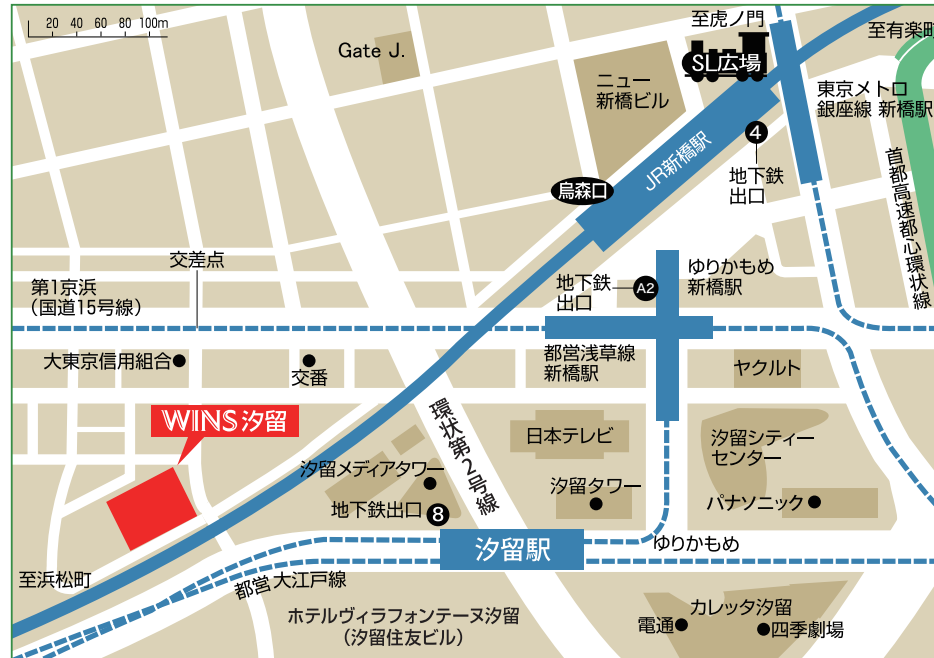 20 40 60 80 100m
至虎ノ門
至有楽町
Gate J.
SL広場
ニュー
新橋ビル
東京メトロ
銀座線 新橋駅
4
JR新橋駅
地下鉄
出口
烏森口
首都高速都心環状線
交差点
第1京浜
(国道15号線)
地下鉄
出口
A2
ゆりかもめ
新橋駅
大東京信用組合
交番
都営浅草線
新橋駅
ヤクルト
WINS汐留
環状第2号線
日本テレビ
汐留シティー
センター
汐留メディアタワー
汐留タワー
パナソニック
地下鉄出口
8
汐留駅
ゆりかもめ
至浜松町
都営大江戸線
ホテルヴィラフォンテーヌ汐留
(汐留住友ビル)
カレッタ汐留
電通
四季劇場